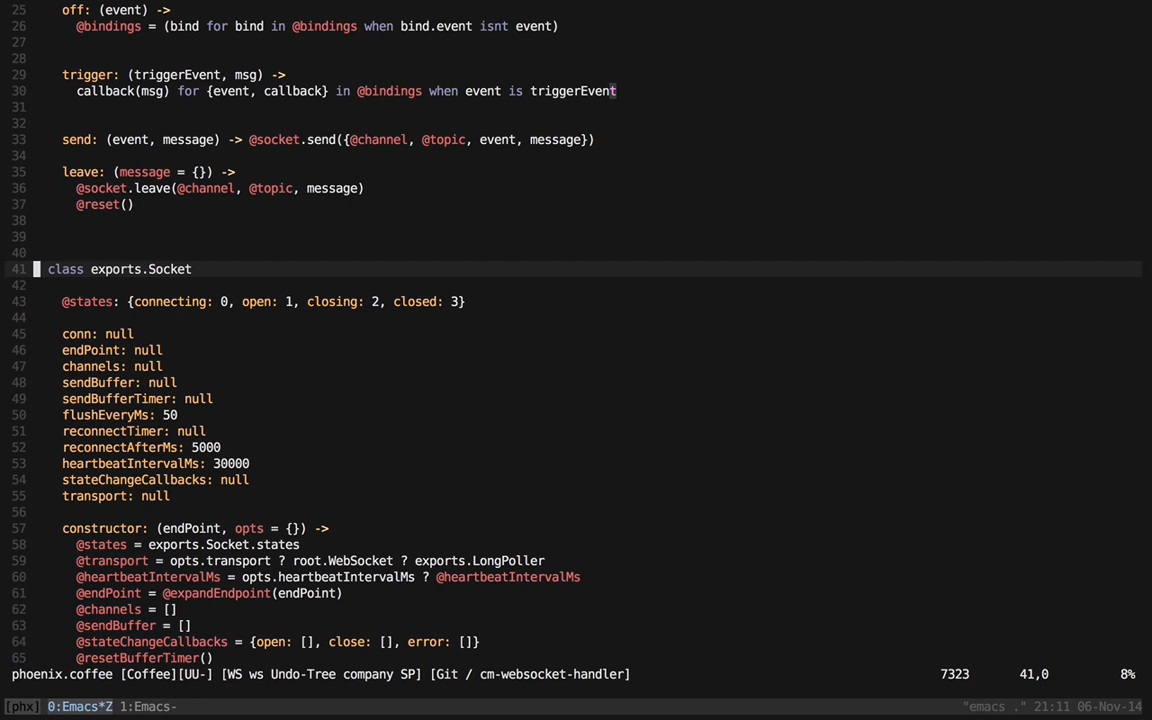 25 off: (event) ->
26 @bindings = (bind for bind in @bindings when bind.event isnt event)
27
28
29 trigger: (triggerEvent, msg) ->
30 callback(msg) for {event, callback} in @bindings when event is triggerEvent
31
32
33 send: (event, message) -> @socket.send({@channel, @topic, event, message})
34
35 leave: (message = {}) ->
36 @socket.leave(@channel, @topic, message)
37 @reset()
38
39
40
41 class exports.Socket
42
43 @states: {connecting: 0, open: 1, closing: 2, closed: 3}
44
45 conn: null
46 endPoint: null
47 channels: null
48 sendBuffer: null
49 sendBufferTimer: null
50 flushEveryMs: 50
51 reconnectTimer: null
52 reconnectAfterMs: 5000
53 heartbeatIntervalMs: 30000
54 stateChangeCallbacks: null
55 transport: null
56
57 constructor: (endPoint, opts = {}) ->
58 @states = exports.Socket.states
59 @transport = opts.transport ? root.WebSocket ? exports.LongPoller
60 @heartbeatIntervalMs = opts.heartbeatIntervalMs ? @heartbeatIntervalMs
61 @endPoint = @expandEndpoint(endPoint)
62 @channels = []
63 @sendBuffer = []
64 @stateChangeCallbacks = {open: [], close: [], error: []}
65 @resetBufferTimer()
phoenix.coffee [Coffee][UU-] [WS ws Undo-Tree company SP] [Git / cm-websocket-handler] 7323 41,0 8%
[phx] 0:Emacs*Z 1:Emacs- "emacs ." 21:11 06-Nov-14